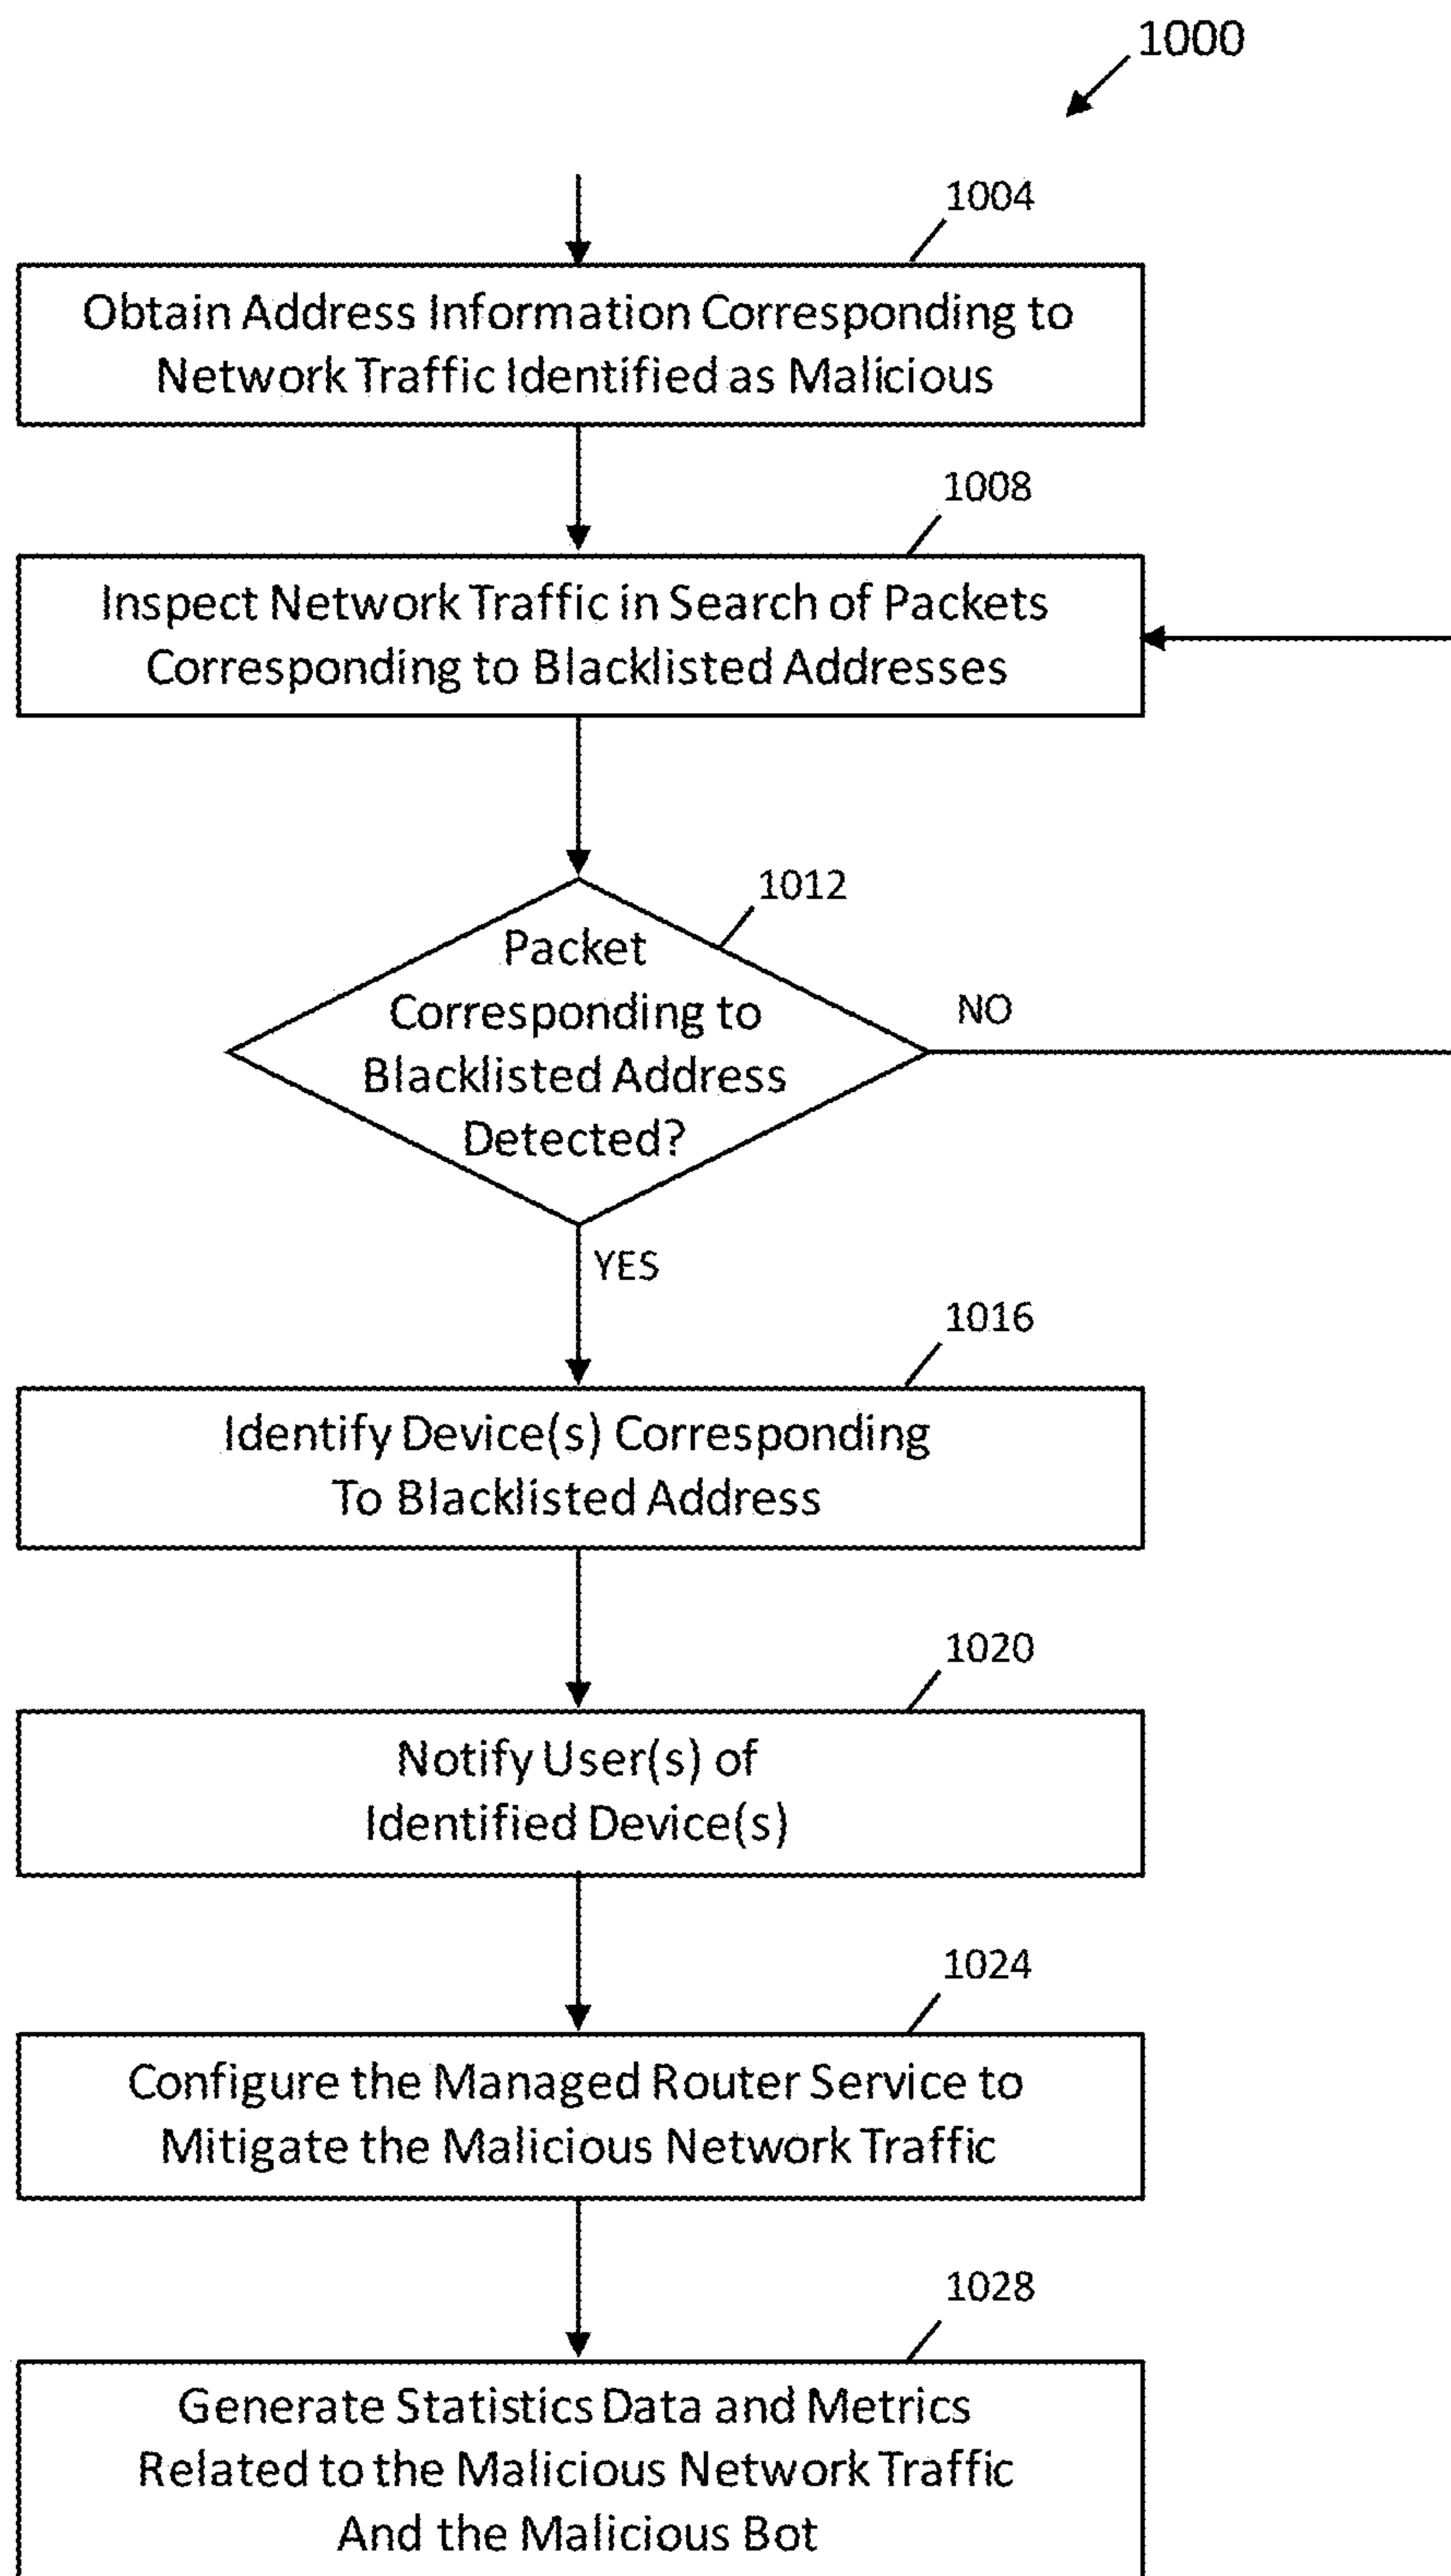 1000
1004
Obtain Address Information Corresponding to
Network Traffic Identified as Malicious
1008
Inspect Network Traffic in Search of Packets
Corresponding to Blacklisted Addresses
1012
Packet
Corresponding to
Blacklisted Address
Detected?
NO
YES
1016
Identify Device(s) Corresponding
To Blacklisted Address
1020
Notify User(s) of
Identified Device(s)
1024
Configure the Managed Router Service to
Mitigate the Malicious Network Traffic
1028
Generate Statistics Data and Metrics
Related to the Malicious Network Traffic
And the Malicious Bot